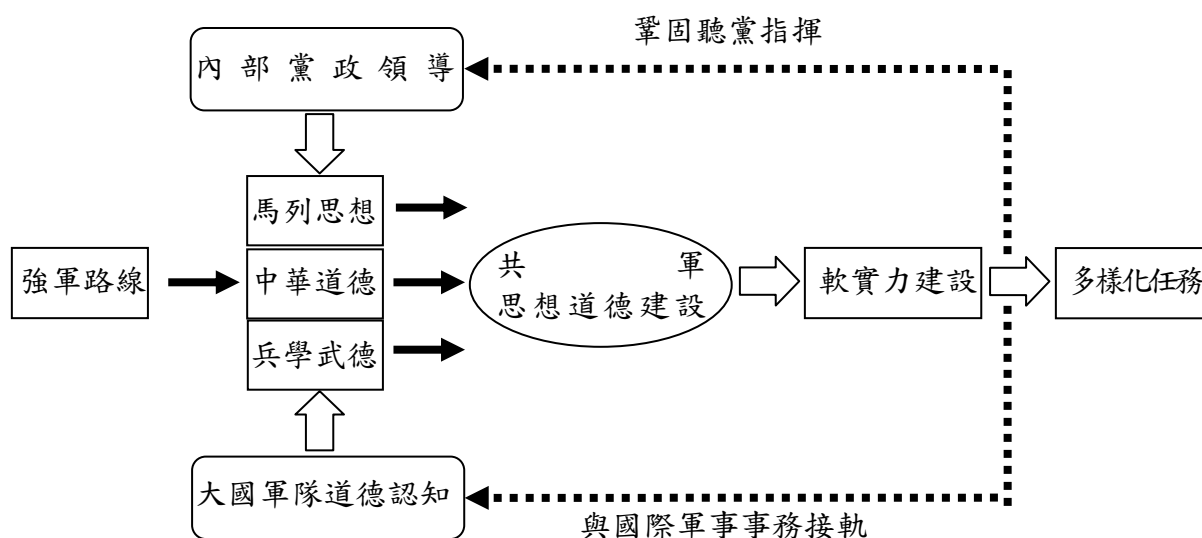 鞏固聽黨指揮
內部黨政領導
馬列思想
強軍路線
中華道德
共軍
思想道德建設
軟實力建設
多樣化任務
兵學武德
大國軍隊道德認知
與國際軍事事務接軌